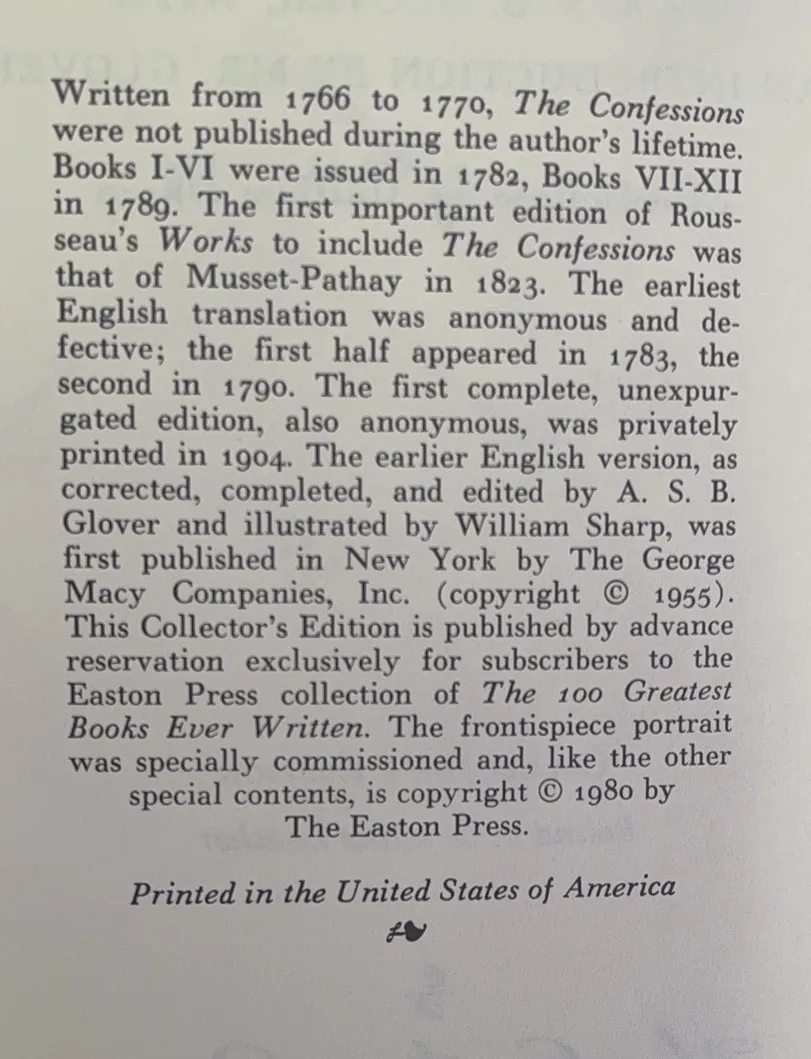 Written from 1766 to 1770, The Confessions
were not published during the author's lifetime.
Books I-VI were issued in 1782, Books VII-XII
in 1789. The first important edition of Rous-
seau's Works to include The Confessions was
that of Musset-Pathay in 1823. The earliest
English translation was anonymous and de-
fective; the first half appeared in 1783, the
second in 1790. The first complete, unexpur-
gated edition, also anonymous, was privately
printed in 1904. The earlier English version, as
corrected, completed, and edited by A. S. B.
Glover and illustrated by William Sharp, was
first published in New York by The George
Macy Companies, Inc. (copyright © 1955).
This Collector's Edition is published by advance
reservation exclusively for subscribers to the
Easton Press collection of The 100 Greatest
Books Ever Written. The frontispiece portrait
was specially commissioned and, like the other
special contents, is copyright © 1980 by
The Easton Press.
Printed in the United States of America